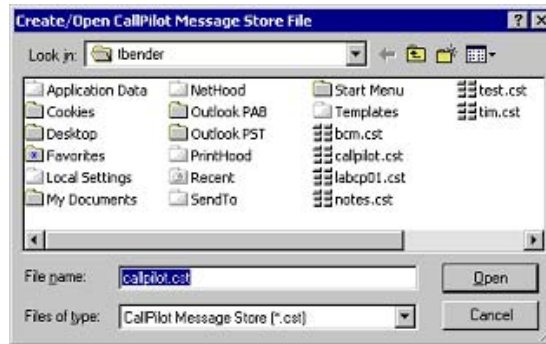 Create/Open CallPilot Message Store File
Look in: lbender
Application Data
Cookies
Desktop
Favorites
Local Settings
My Documents
NetHood
Outlook PAB
Outlook PST
PrintHood
Recent
SendTo
Start Menu
Templates
bcm.cst
callpilot.cst
labcp01.cst
notes.cst
test.cst
tim.cst
File name: callpilot.cst
Open
Files of type: CallPilot Message Store (*.cst)
Cancel